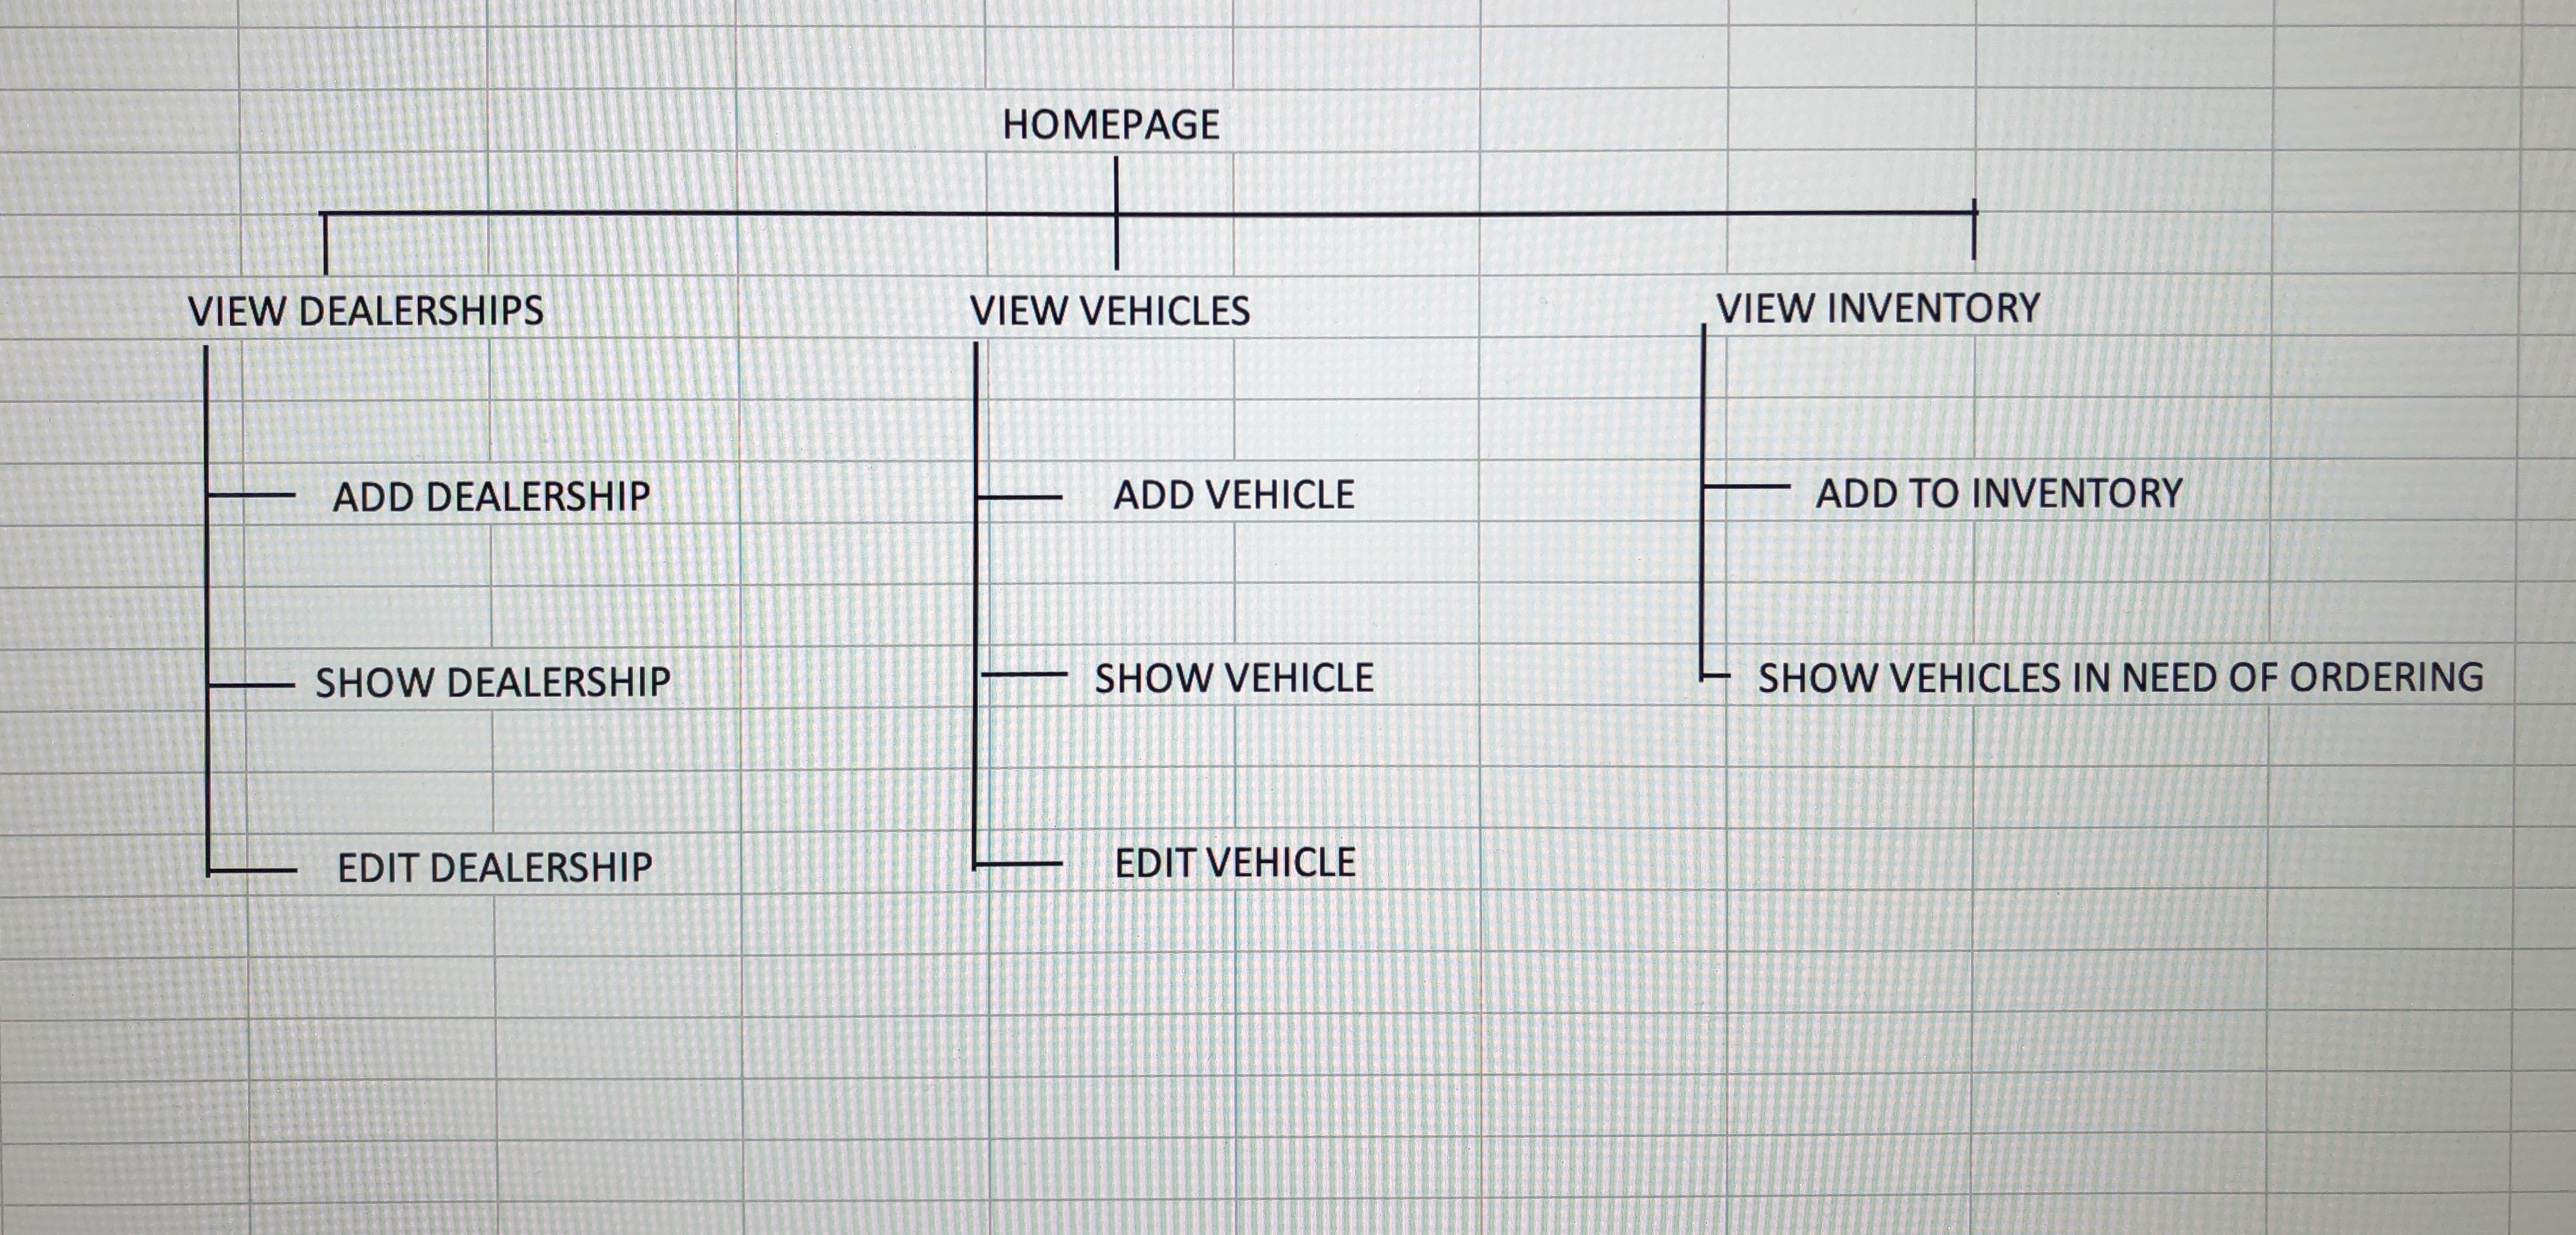 HOMEPAGE
VIEW DEALERSHIPS
ADD DEALERSHIP
SHOW DEALERSHIP
EDIT DEALERSHIP
VIEW VEHICLES
ADD VEHICLE
SHOW VEHICLE
EDIT VEHICLE
VIEW INVENTORY
ADD TO INVENTORY
SHOW VEHICLES IN NEED OF ORDERING